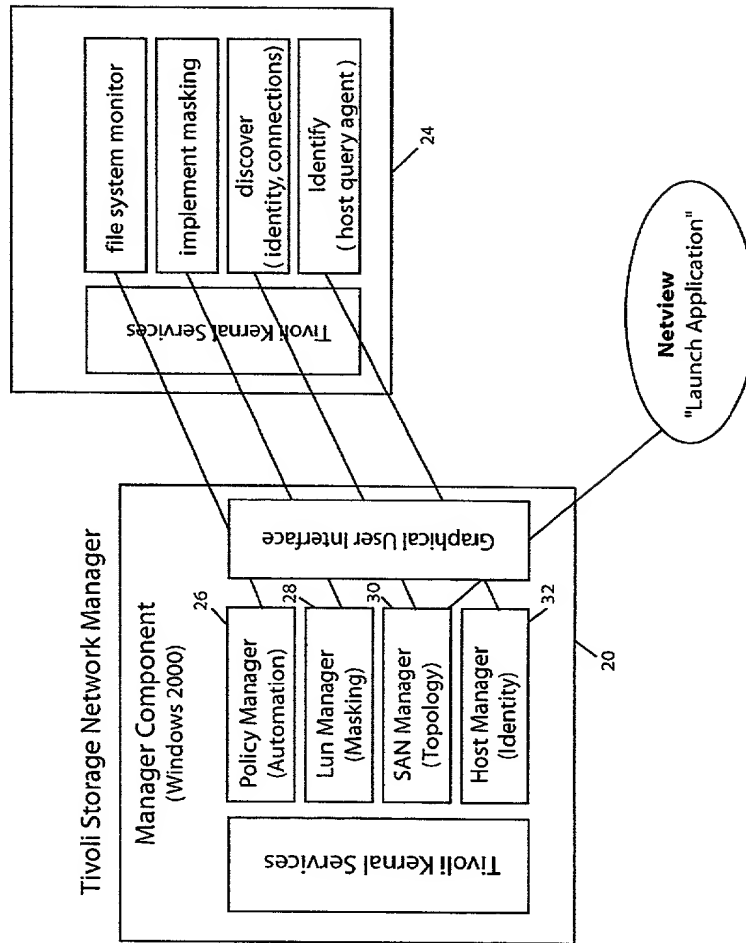 Tivoli Storage Network Manager
Manager Component
(Windows 2000)
Tivoli Kernal Services
Policy Manager
(Automation)
26
Lun Manager
(Masking)
28
SAN Manager
(Topology)
30
Host Manager
(Identity)
32
20
Graphical User Interface
Tivoli Kernal Services
file system monitor
implement masking
discover
(identity, connections)
Identify
(host query agent)
24
Netview
"Launch Application"